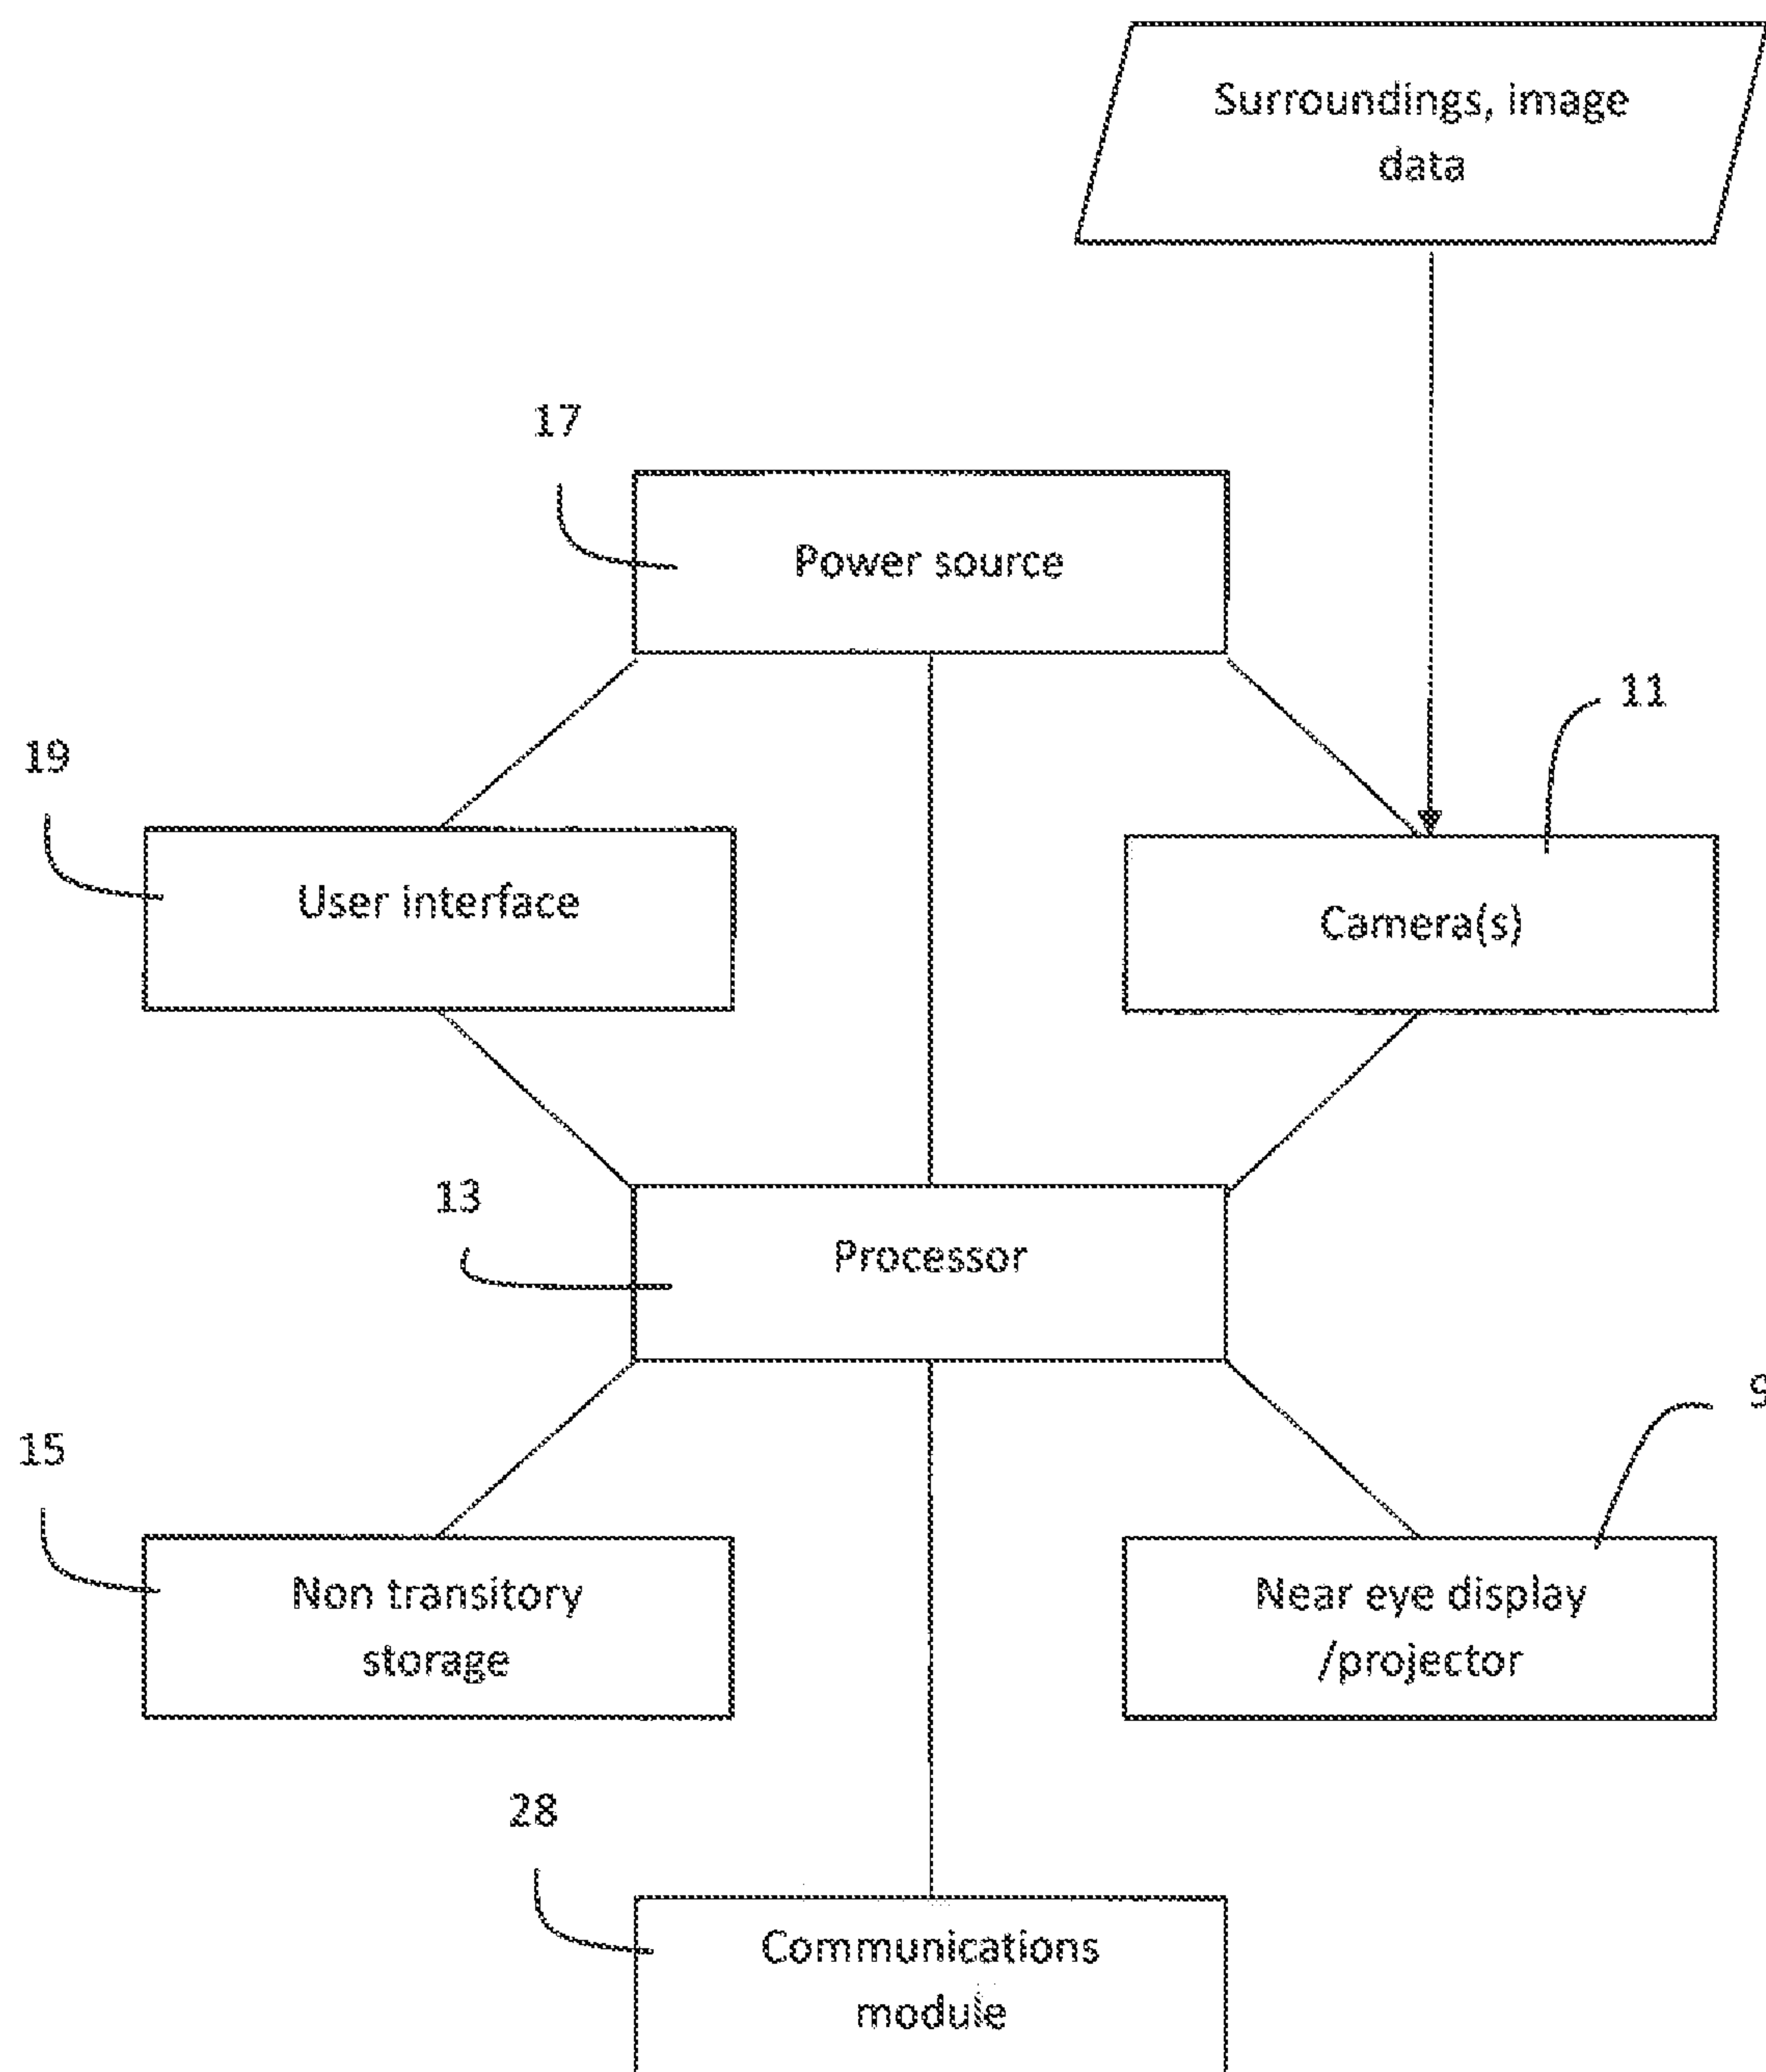 Surroundings, image
data
17
Power source
11
19
User interface
Camera(s)
13
Processor
9
15
Non transitory
storage
Near eye display
/projector
28
Communications
module